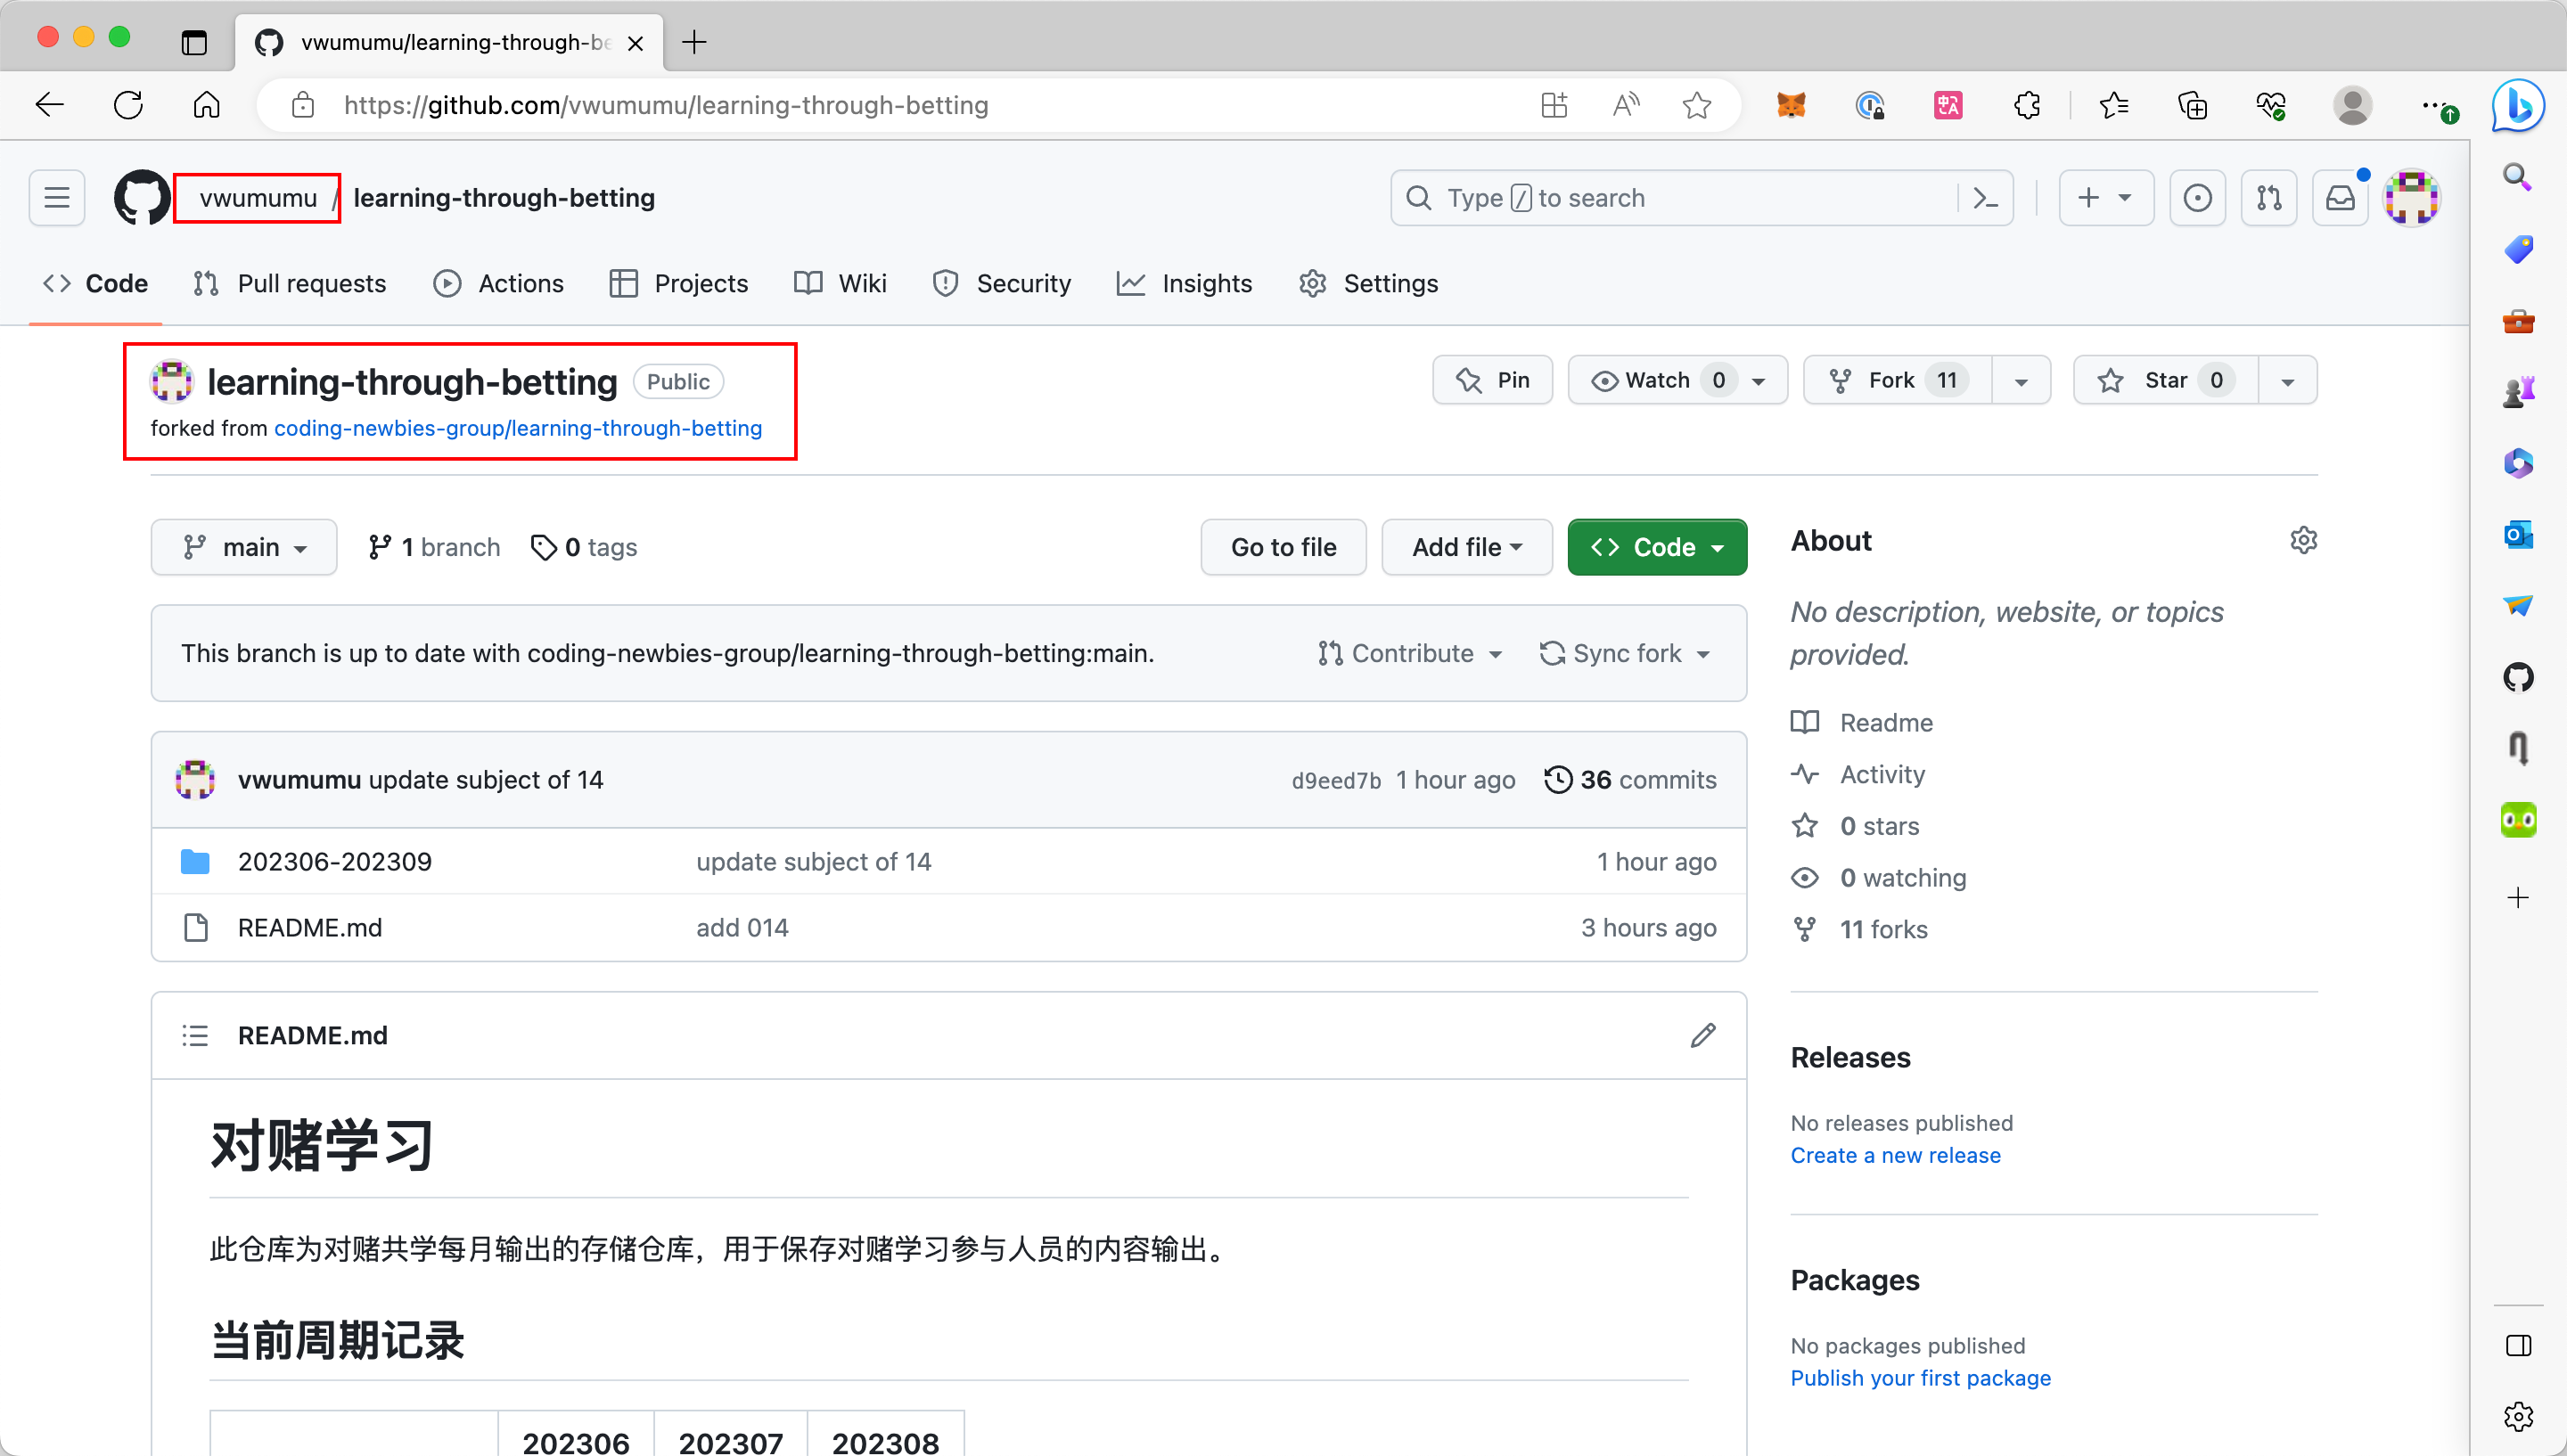 vwumumu/learning-through-be
https://github.com/vwumumu/learning-through-betting
vwumumu / learning-through-betting
Type / to search
Code Pull requests Actions Projects Wiki Security Insights Settings
learning-through-betting Public
forked from coding-newbies-group/learning-through-betting
Pin Watch 0 Fork 11 Star 0
main 1 branch 0 tags
Go to file Add file Code
This branch is up to date with coding-newbies-group/learning-through-betting:main.
Contribute Sync fork
vwumumu update subject of 14 d9eed7b 1 hour ago 36 commits
202306-202309 update subject of 14 1 hour ago
README.md add 014 3 hours ago
README.md
对赌学习
此仓库为对赌共学每月输出的存储仓库，用于保存对赌学习参与人员的内容输出。
当前周期记录
202306 202307 202308
About
No description, website, or topics
provided.
Readme
Activity
0 stars
0 watching
11 forks
Releases
No releases published
Create a new release
Packages
No packages published
Publish your first package